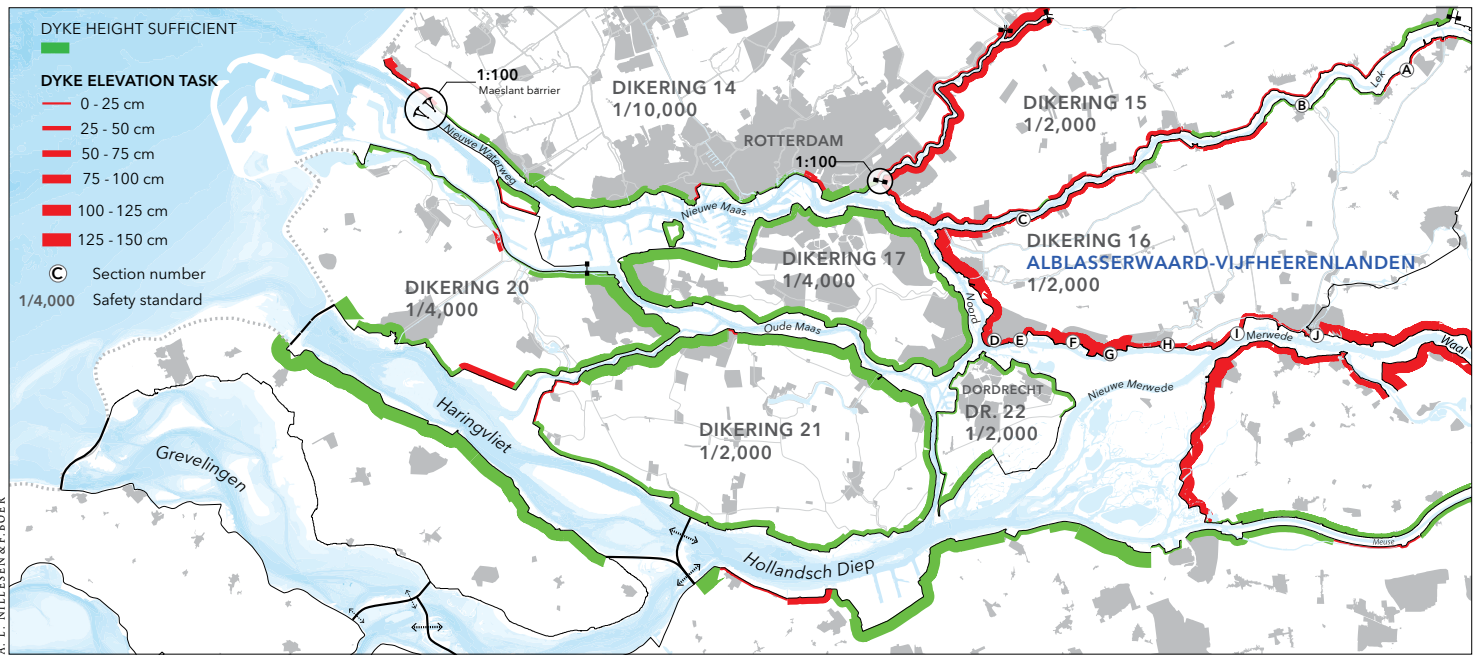 DYKE HEIGHT SUFFICIENT
DYKE ELEVATION TASK
0 - 25 cm
25 - 50 cm
50 - 75 cm
75 - 100 cm
100 - 125 cm
125 - 150 cm
C Section number
1/4,000 Safety standard
1:100
Maeslant barrier
Nieuwe Waterweg
DIKERING 14
1/10,000
ROTTERDAM
1:100
Nieuwe Maas
DIKERING 15
1/2,000
Lek
A
B
C
DIKERING 16
ALBLASSERWAARD-VIJFHEERENLANDEN
1/2,000
DIKERING 17
1/4,000
DIKERING 20
1/4,000
Oude Maas
Noord
D
E
F
G
H
I
J
Merwede
Waal
Nieuwe Merwede
DORDRECHT
DR. 22
1/2,000
DIKERING 21
1/2,000
Haringvliet
Grevelingen
Hollandsch Diep
Meuse
A. L. NILLESEN & F. BOER